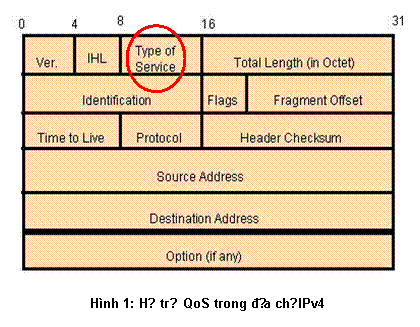 0 4 8 16 31
Ver. IHL Type of Service Total Length (in Octet)
Identification Flags Fragment Offset
Time to Live Protocol Header Checksum
Source Address
Destination Address
Option (if any)
Hình 1: H? tr? QoS trong đ?a ch?IPv4